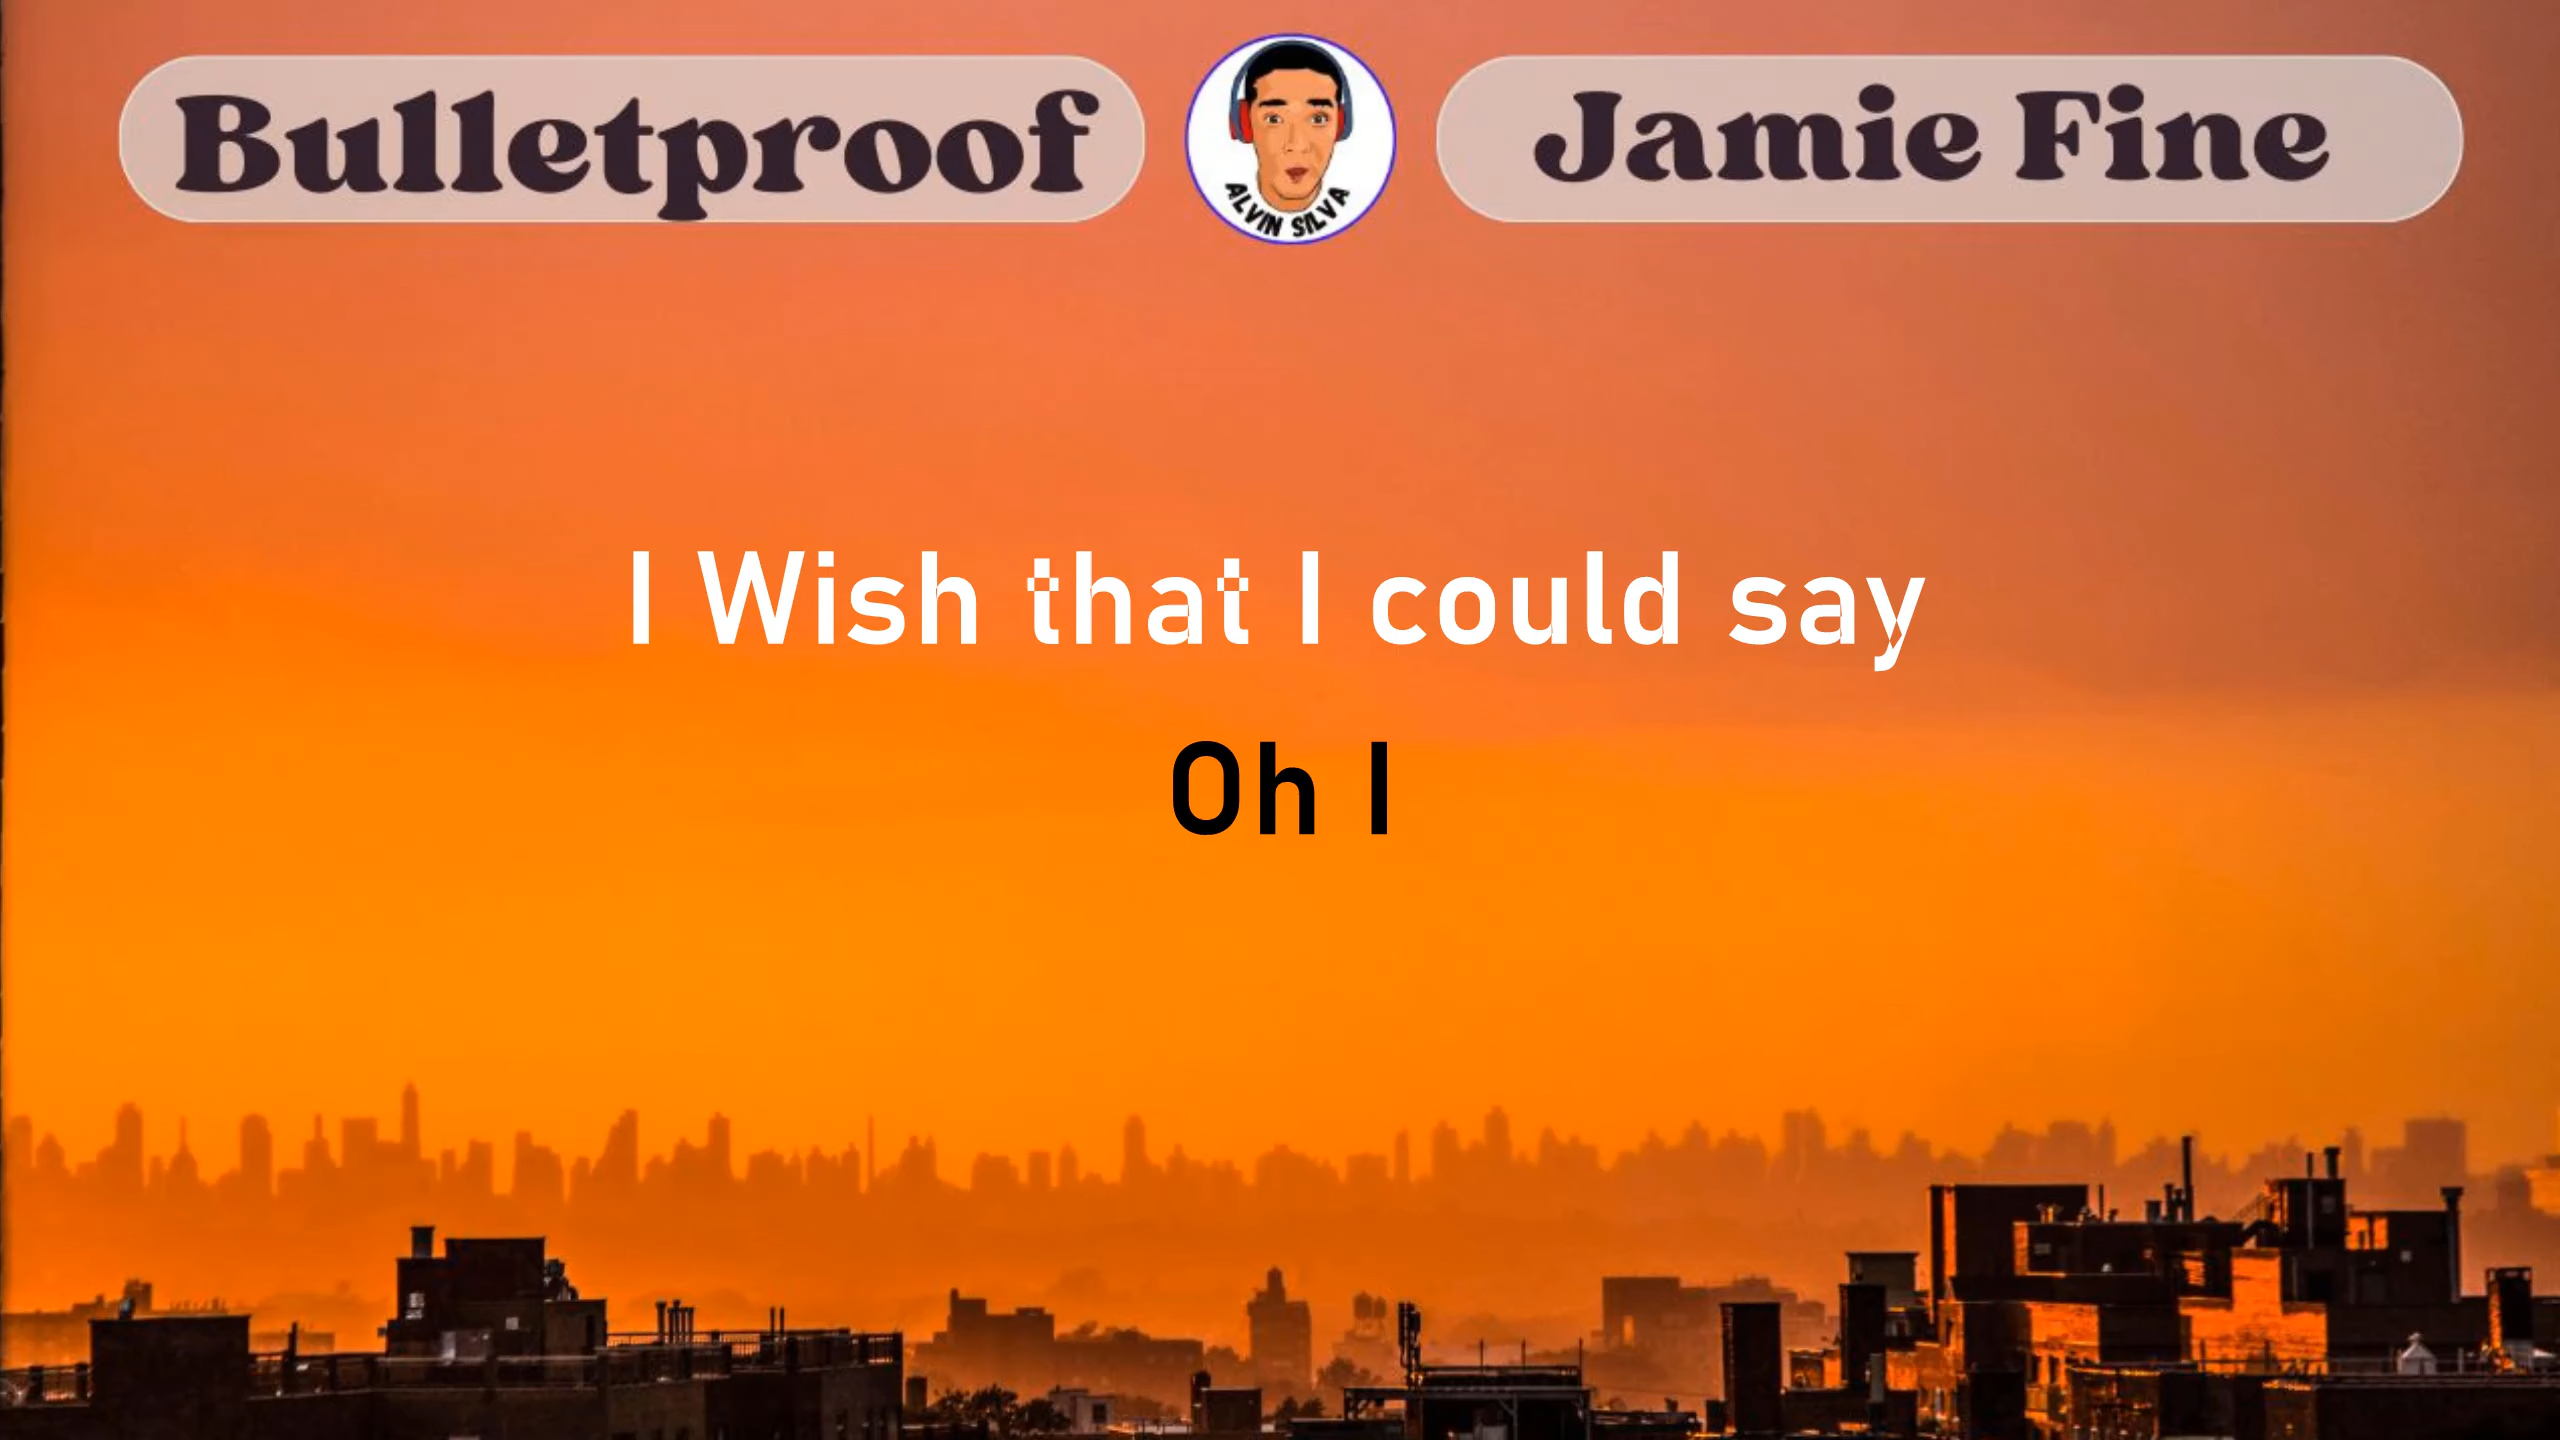 Bulletproof
ALVIN SILVA
Jamie Fine
I Wish that I could say
Oh I